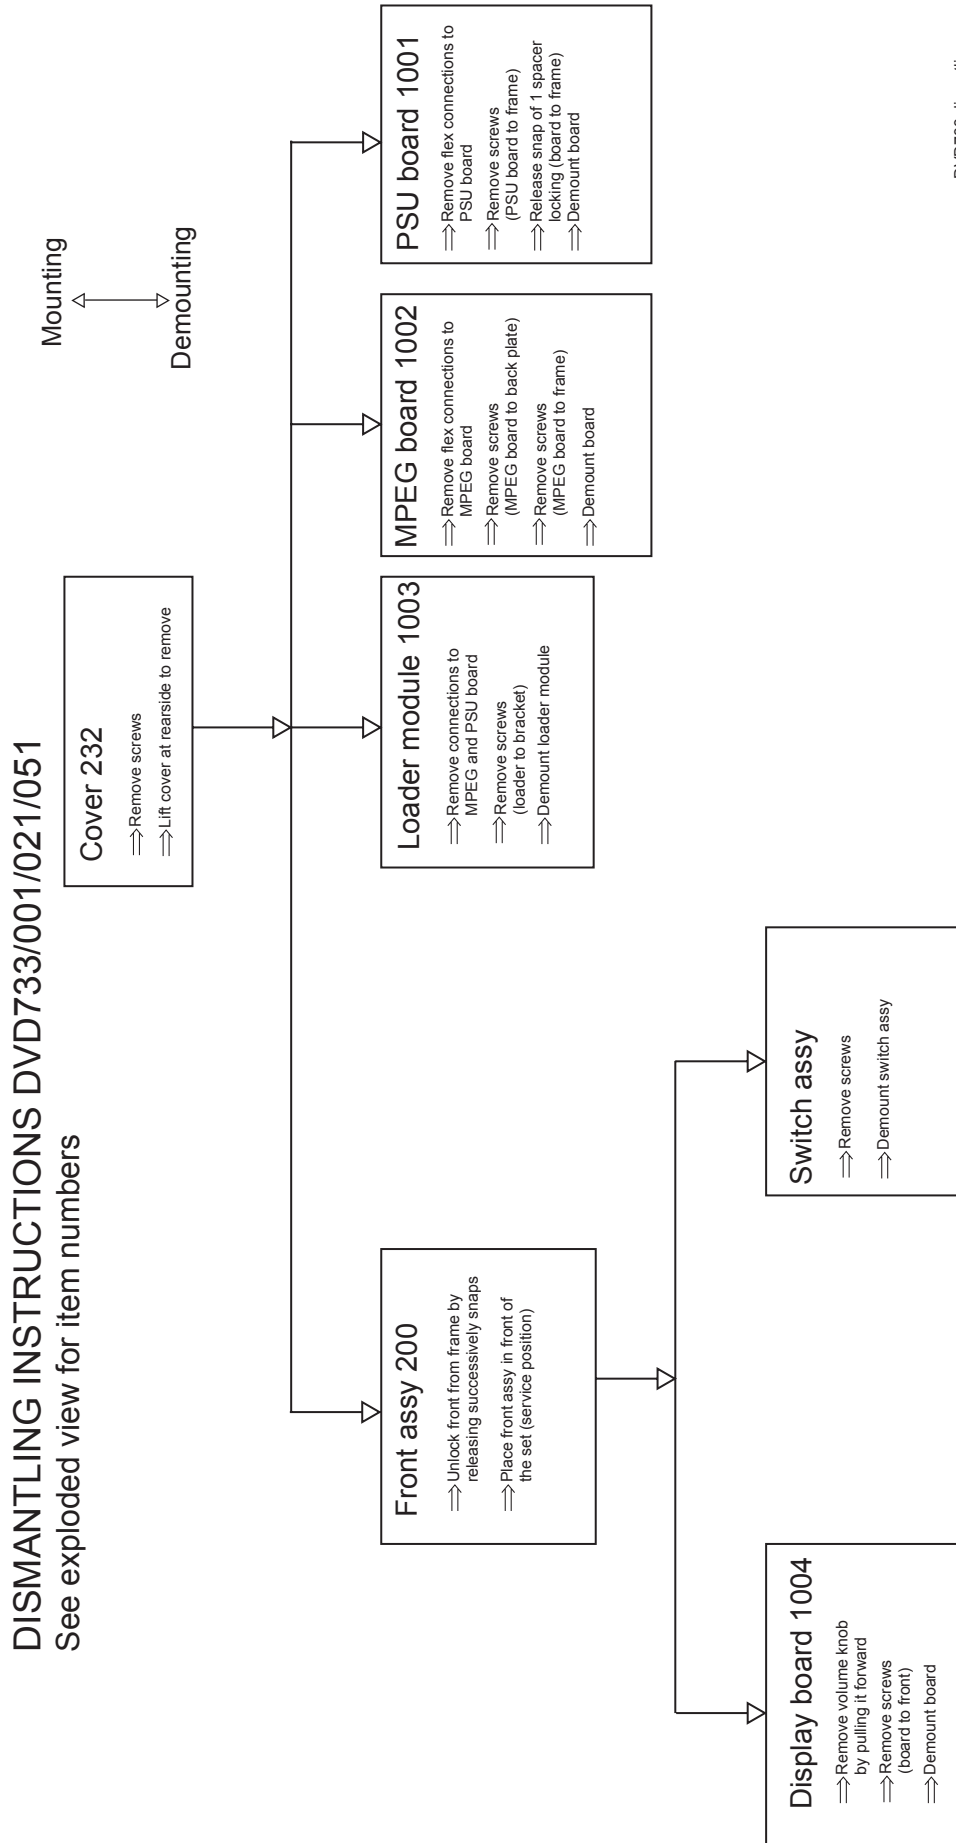 DISMANTLING INSTRUCTIONS DVD733/001/021/051
See exploded view for item numbers
Mounting
Demounting
Cover 232
Remove screws
Lift cover at rearside to remove
Front assy 200
Unlock front from frame by
releasing successively snaps
Place front assy in front of
the set (service position)
Loader module 1003
Remove connections to
MPEG and PSU board
Remove screws
(loader to bracket)
Demount loader module
MPEG board 1002
Remove flex connections to
MPEG board
Remove screws
(MPEG board to back plate)
Remove screws
(MPEG board to frame)
Demount board
PSU board 1001
Remove flex connections to
PSU board
Remove screws
(PSU board to frame)
Release snap of 1 spacer
locking (board to frame)
Demount board
Display board 1004
Remove volume knob
by pulling it forward
Remove screws
(board to front)
Demount board
Switch assy
Remove screws
Demount switch assy